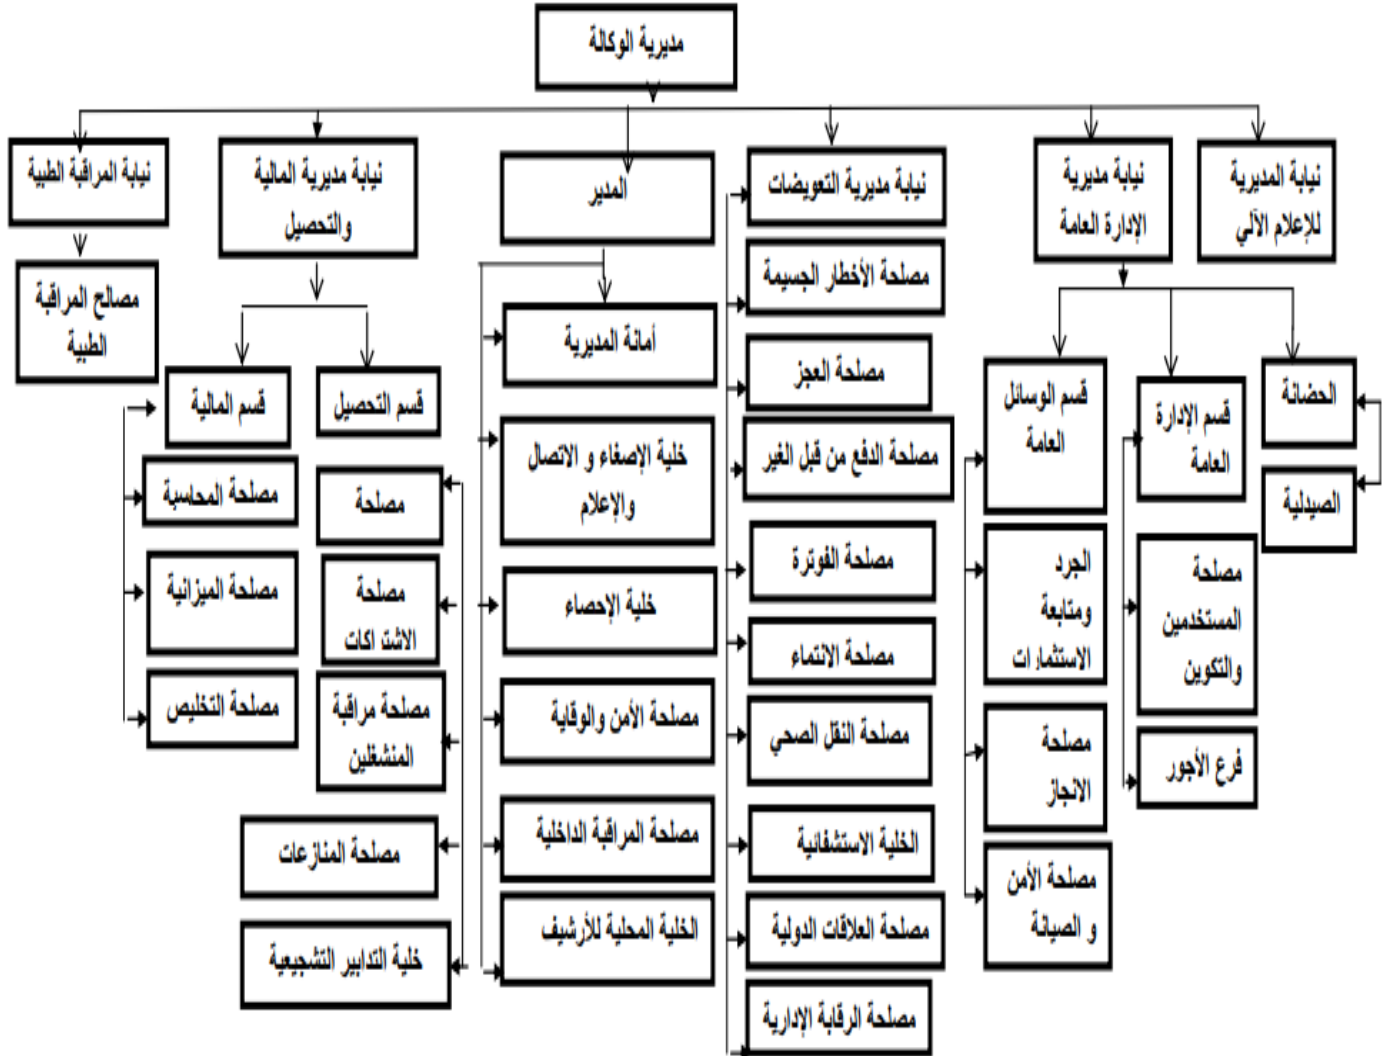 مديرية الوكالة
نيابة المديرية
للإعلام الآلي
نيابة مديرية
الإدارة العامة
نيابة مديرية التعويضات
المدير
نيابة مديرية المالية
والتحصيل
نيابة المراقبة الطبية
الحضانة
الصيدلية
قسم الإدارة
العامة
مصلحة
المستخدمين
والتكوين
فرع الأجور
قسم الوسائل
العامة
الجرد
ومتابعة
الاستثمارات
مصلحة
الانجاز
مصلحة الأمن
و الصيانة
مصلحة الأخطار الجسيمة
مصلحة العجز
مصلحة الدفع من قبل الغير
مصلحة الفوترة
مصلحة الانتماء
مصلحة النقل الصحي
الخلية الاستشفائية
مصلحة العلاقات الدولية
مصلحة الرقابة الإدارية
أمانة المديرية
خلية الإصغاء و الاتصال
والإعلام
خلية الإحصاء
مصلحة الأمن والوقاية
مصلحة المراقبة الداخلية
الخلية المحلية للأرشيف
قسم التحصيل
مصلحة
مصلحة
الاشتراكات
مصلحة مراقبة
المنشغلين
مصلحة المنازعات
خلية التدابير التشجيعية
قسم المالية
مصلحة المحاسبة
مصلحة الميزانية
مصلحة التخليص
مصالح المراقبة
الطبية